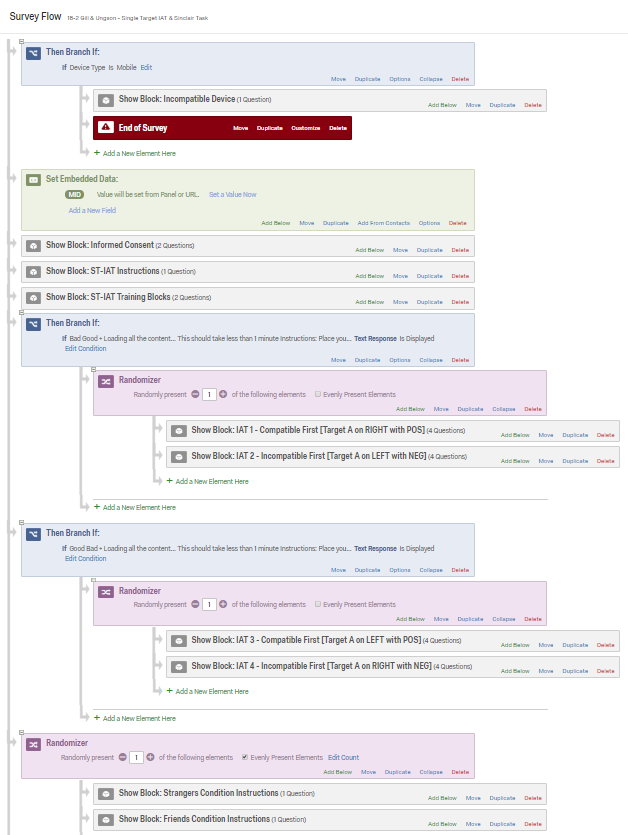 Survey Flow 18-2 Gill & Ungson - Single Target IAT & Sinclair Task
Then Branch If:
If Device Type Is Mobile Edit
Move Duplicate Options Collapse Delete
Show Block: Incompatible Device (1 Question)
Add Below Move Duplicate Delete
End of Survey Move Duplicate Customize Delete
+ Add a New Element Here
Set Embedded Data:
MID Value will be set from Panel or URL. Set a Value Now
Add a New Field
Add Below Move Duplicate Add From Contacts Options Delete
Show Block: Informed Consent (2 Questions)
Add Below Move Duplicate Delete
Show Block: ST-IAT Instructions (1 Question)
Add Below Move Duplicate Delete
Show Block: ST-IAT Training Blocks (2 Questions)
Add Below Move Duplicate Delete
Then Branch If:
If Bad Good • Loading all the content... This should take less than 1 minute Instructions: Place you... Text Response Is Displayed
Edit Condition
Move Duplicate Options Collapse Delete
Randomizer
Randomly present 1 of the following elements Evenly Present Elements
Add Below Move Duplicate Collapse Delete
Show Block: IAT 1 - Compatible First [Target A on RIGHT with POS] (4 Questions)
Add Below Move Duplicate Delete
Show Block: IAT 2 - Incompatible First [Target A on LEFT with NEG] (4 Questions)
Add Below Move Duplicate Delete
+ Add a New Element Here
+ Add a New Element Here
Then Branch If:
If Good Bad • Loading all the content... This should take less than 1 minute Instructions: Place you... Text Response Is Displayed
Edit Condition
Move Duplicate Options Collapse Delete
Randomizer
Randomly present 1 of the following elements Evenly Present Elements
Add Below Move Duplicate Collapse Delete
Show Block: IAT 3 - Compatible First [Target A on LEFT with POS] (4 Questions)
Add Below Move Duplicate Delete
Show Block: IAT 4 - Incompatible First [Target A on RIGHT with NEG] (4 Questions)
Add Below Move Duplicate Delete
+ Add a New Element Here
+ Add a New Element Here
Randomizer
Randomly present 1 of the following elements Evenly Present Elements Edit Count
Add Below Move Duplicate Collapse Delete
Show Block: Strangers Condition Instructions (1 Question)
Add Below Move Duplicate Delete
Show Block: Friends Condition Instructions (1 Question)
Add Below Move Duplicate Delete